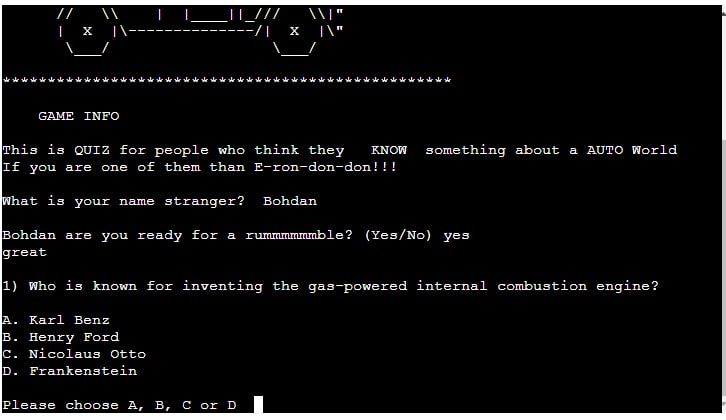 //   \\    |  |____||_///   \\|"
|  x  |\--------------/|  x  |\"
\___/                  \___/
**************************************************
GAME INFO
This is QUIZ for people who think they   KNOW  something about a AUTO World
If you are one of them than E-ron-don-don!!!
What is your name stranger?  Bohdan
Bohdan are you ready for a rummmmmmble? (Yes/No) yes
great
1) Who is known for inventing the gas-powered internal combustion engine?
A. Karl Benz
B. Henry Ford
C. Nicolaus Otto
D. Frankenstein
Please choose A, B, C or D